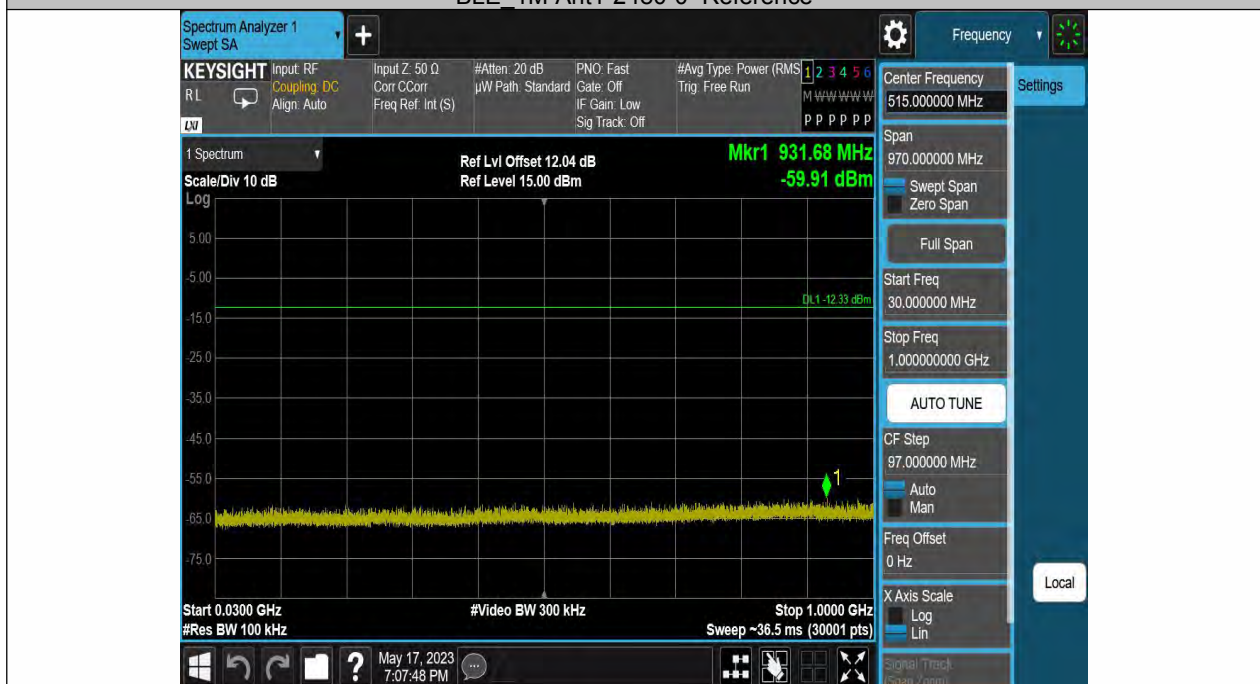 Spectrum Analyzer 1
Swept SA
Frequency
KEYSIGHT
RL
LXI
Input: RF
Coupling: DC
Align: Auto
Input Z: 50 Ω
Corr CCorr
Freq Ref: Int (S)
#Atten: 20 dB
µW Path: Standard
PNO: Fast
Gate: Off
IF Gain: Low
Sig Track: Off
#Avg Type: Power (RMS
Trig: Free Run
1 2 3 4 5 6
M W W W W W
P P P P P P
Center Frequency
515.000000 MHz
Settings
1 Spectrum
Scale/Div 10 dB
Ref Lvl Offset 12.04 dB
Ref Level 15.00 dBm
Mkr1 931.68 MHz
-59.91 dBm
Span
970.000000 MHz
Swept Span
Zero Span
Full Span
Start Freq
30.000000 MHz
Stop Freq
1.000000000 GHz
AUTO TUNE
CF Step
97.000000 MHz
Auto
Man
Freq Offset
0 Hz
X Axis Scale
Log
Lin
Signal Track
Local
Log
5.00
-5.00
-15.0
-25.0
-35.0
-45.0
-55.0
-65.0
-75.0
DL1 -12.33 dBm
1
Start 0.0300 GHz
#Res BW 100 kHz
#Video BW 300 kHz
Stop 1.0000 GHz
Sweep ~36.5 ms (30001 pts)
?
May 17, 2023
7:07:48 PM